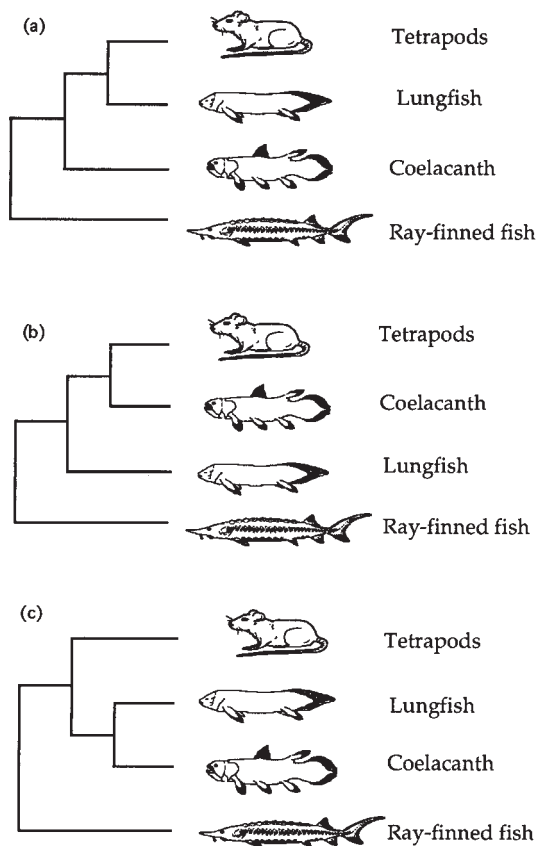 (a)
Tetrapods
Lungfish
Coelacanth
Ray-finned fish
(b)
Tetrapods
Coelacanth
Lungfish
Ray-finned fish
(c)
Tetrapods
Lungfish
Coelacanth
Ray-finned fish